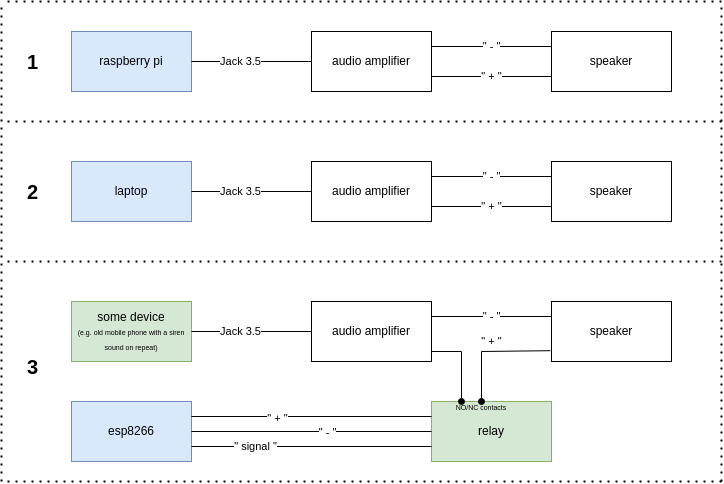 1
raspberry pi
Jack 3.5
audio amplifier
" - "
" + "
speaker
2
laptop
Jack 3.5
audio amplifier
" - "
" + "
speaker
3
some device
(e.g. old mobile phone with a siren
sound on repeat)
Jack 3.5
audio amplifier
" - "
" + "
speaker
esp8266
" + "
" - "
" signal "
NO/NC contacts
relay